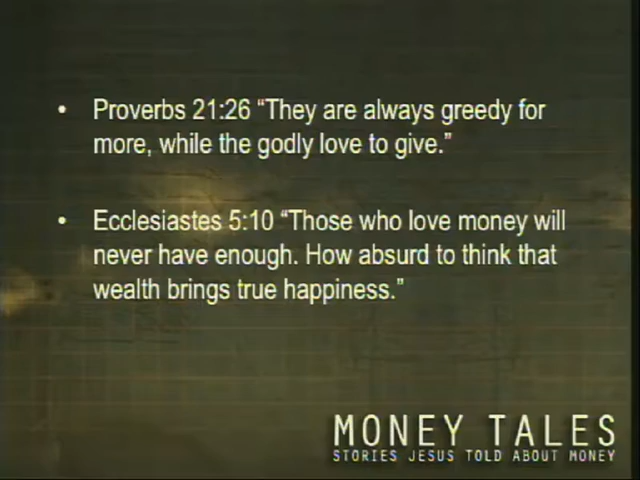 • Proverbs 21:26 “They are always greedy for
more, while the godly love to give.”
• Ecclesiastes 5:10 “Those who love money will
never have enough. How absurd to think that
wealth brings true happiness.”
MONEY TALES
STORIES JESUS TOLD ABOUT MONEY